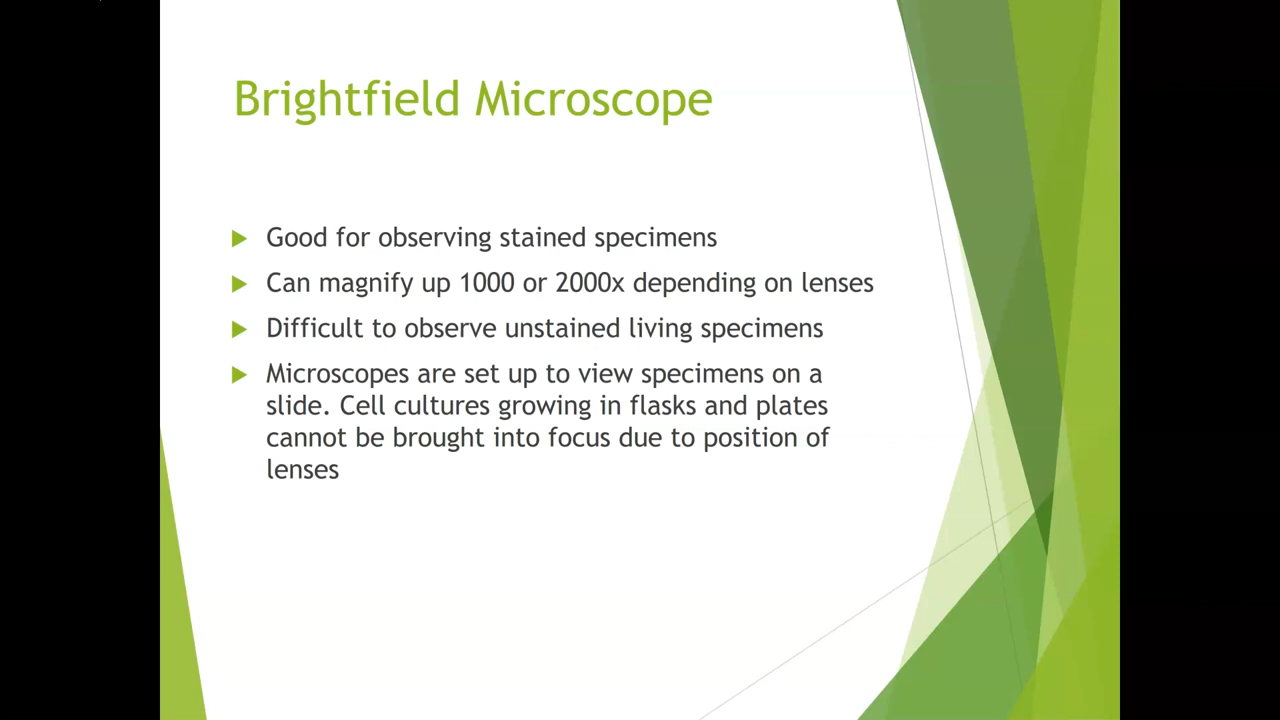 Brightfield Microscope
Good for observing stained specimens
Can magnify up 1000 or 2000x depending on lenses
Difficult to observe unstained living specimens
Microscopes are set up to view specimens on a
slide. Cell cultures growing in flasks and plates
cannot be brought into focus due to position of
lenses